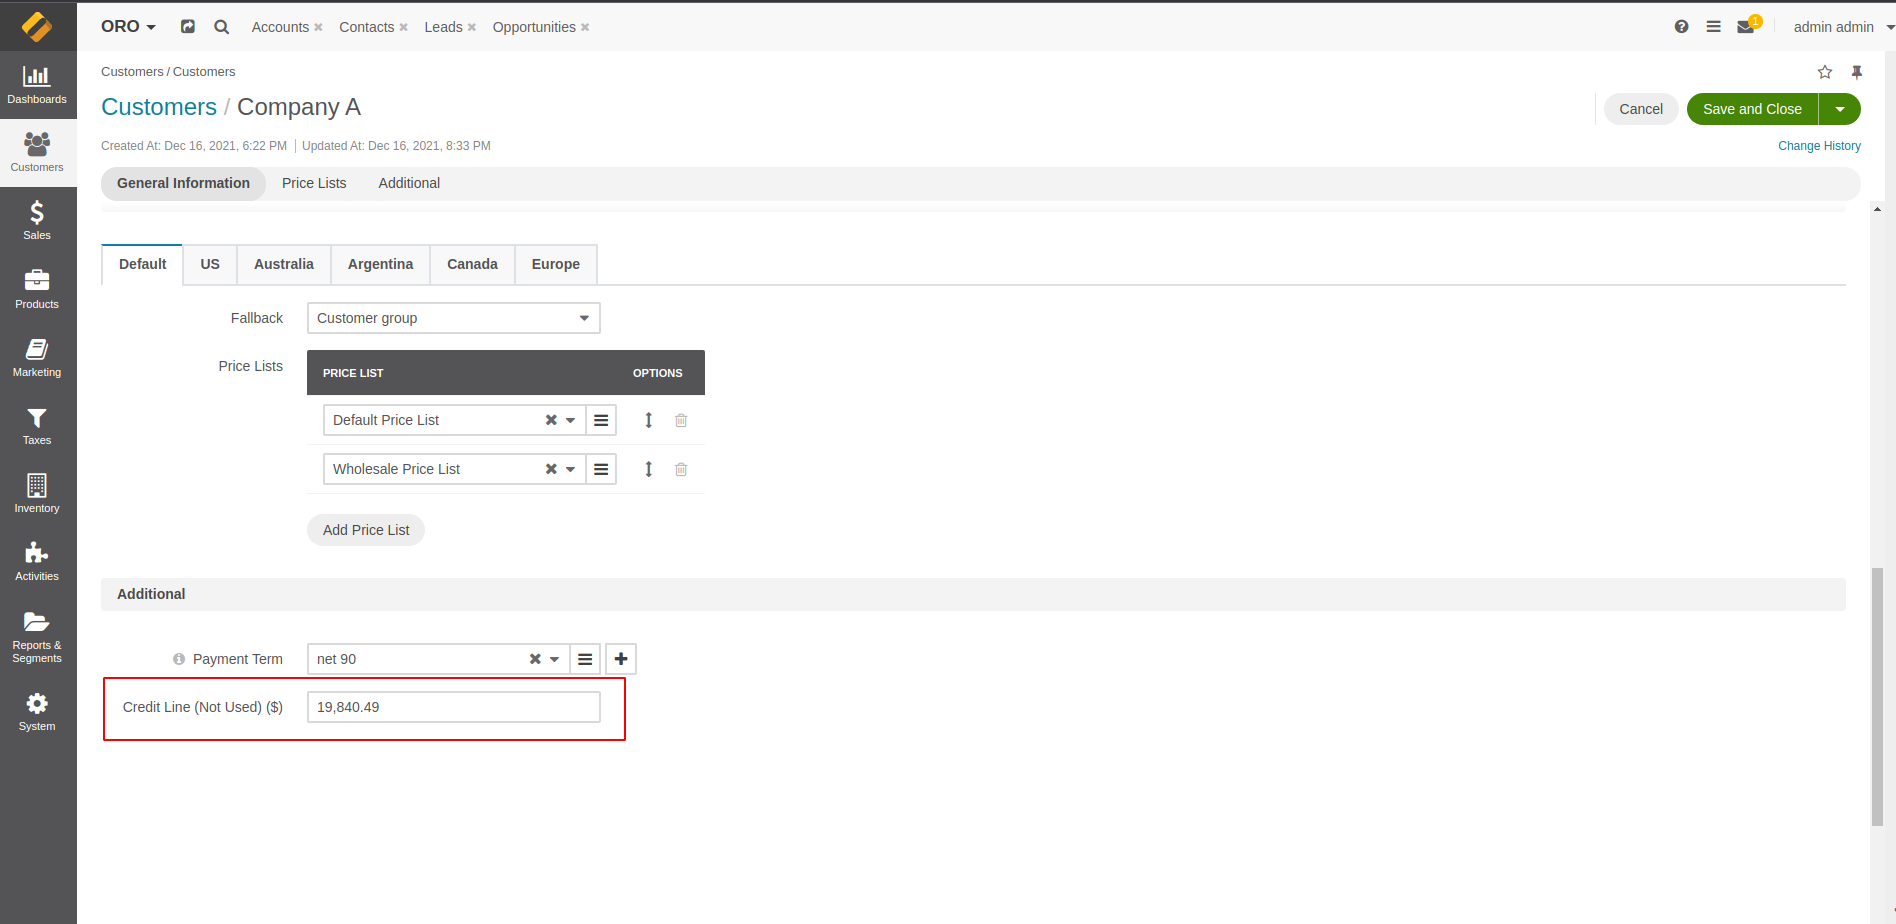 ORO
Accounts
Contacts
Leads
Opportunities
1
admin admin
Dashboards
Customers
Sales
Products
Marketing
Taxes
Inventory
Activities
Reports &
Segments
System
Customers / Customers
Customers / Company A
Cancel
Save and Close
Created At: Dec 16, 2021, 6:22 PM
Updated At: Dec 16, 2021, 8:33 PM
Change History
General Information
Price Lists
Additional
Default
US
Australia
Argentina
Canada
Europe
Fallback
Customer group
Price Lists
PRICE LIST
OPTIONS
Default Price List
Wholesale Price List
Add Price List
Additional
Payment Term
net 90
Credit Line (Not Used) ($)
19,840.49